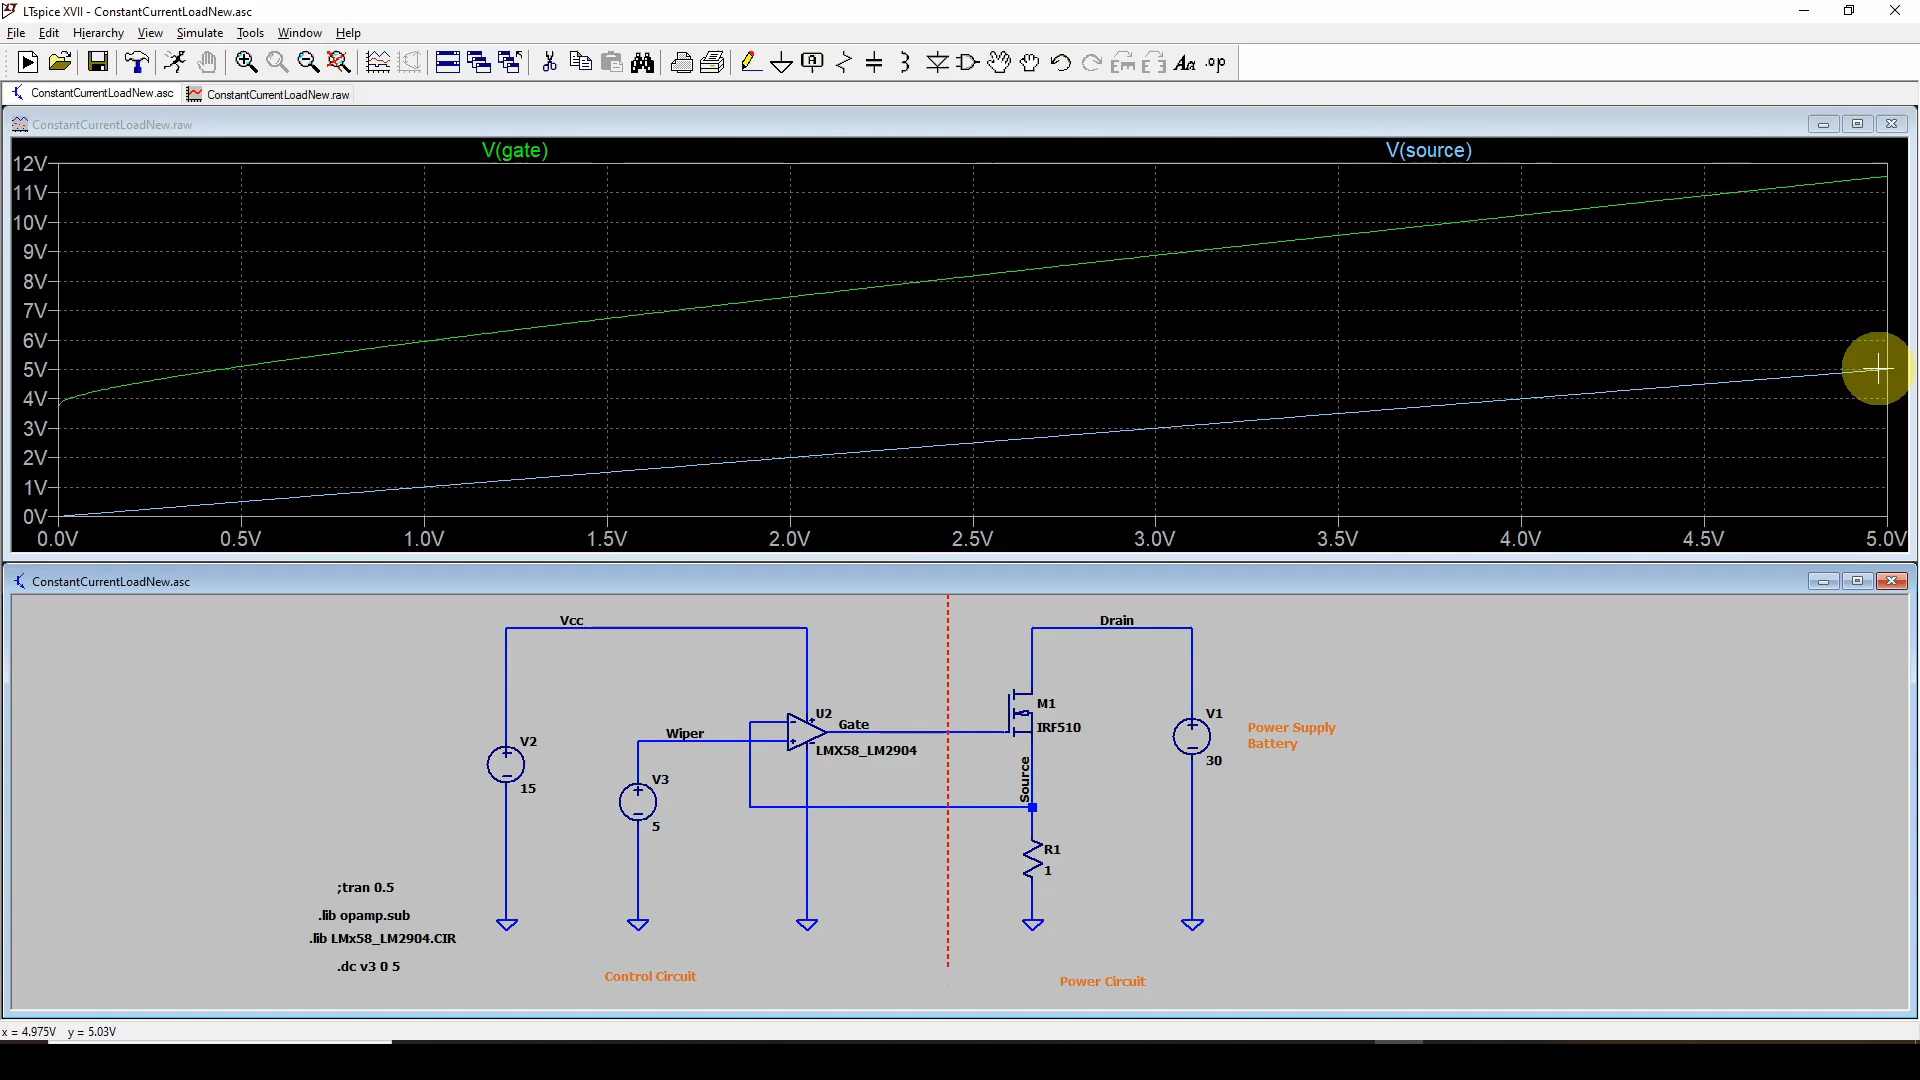 LTspice XVII - ConstantCurrentLoadNew.asc
File Edit Hierarchy View Simulate Tools Window Help
A Aa .op
ConstantCurrentLoadNew.asc ConstantCurrentLoadNew.raw
ConstantCurrentLoadNew.raw
V(gate) V(source)
12V
11V
10V
9V
8V
7V
6V
5V
4V
3V
2V
1V
0V
0.0V 0.5V 1.0V 1.5V 2.0V 2.5V 3.0V 3.5V 4.0V 4.5V 5.0V
ConstantCurrentLoadNew.asc
Vcc Drain
M1
U2 V1
Gate IRF510 Power Supply
Wiper
V2 LMX58_LM2904 Battery
30
Source
V3
15
5
R1
1
;tran 0.5
.lib opamp.sub
.lib LMx58_LM2904.CIR
.dc v3 0 5
Control Circuit Power Circuit
x = 4.975V y = 5.03V